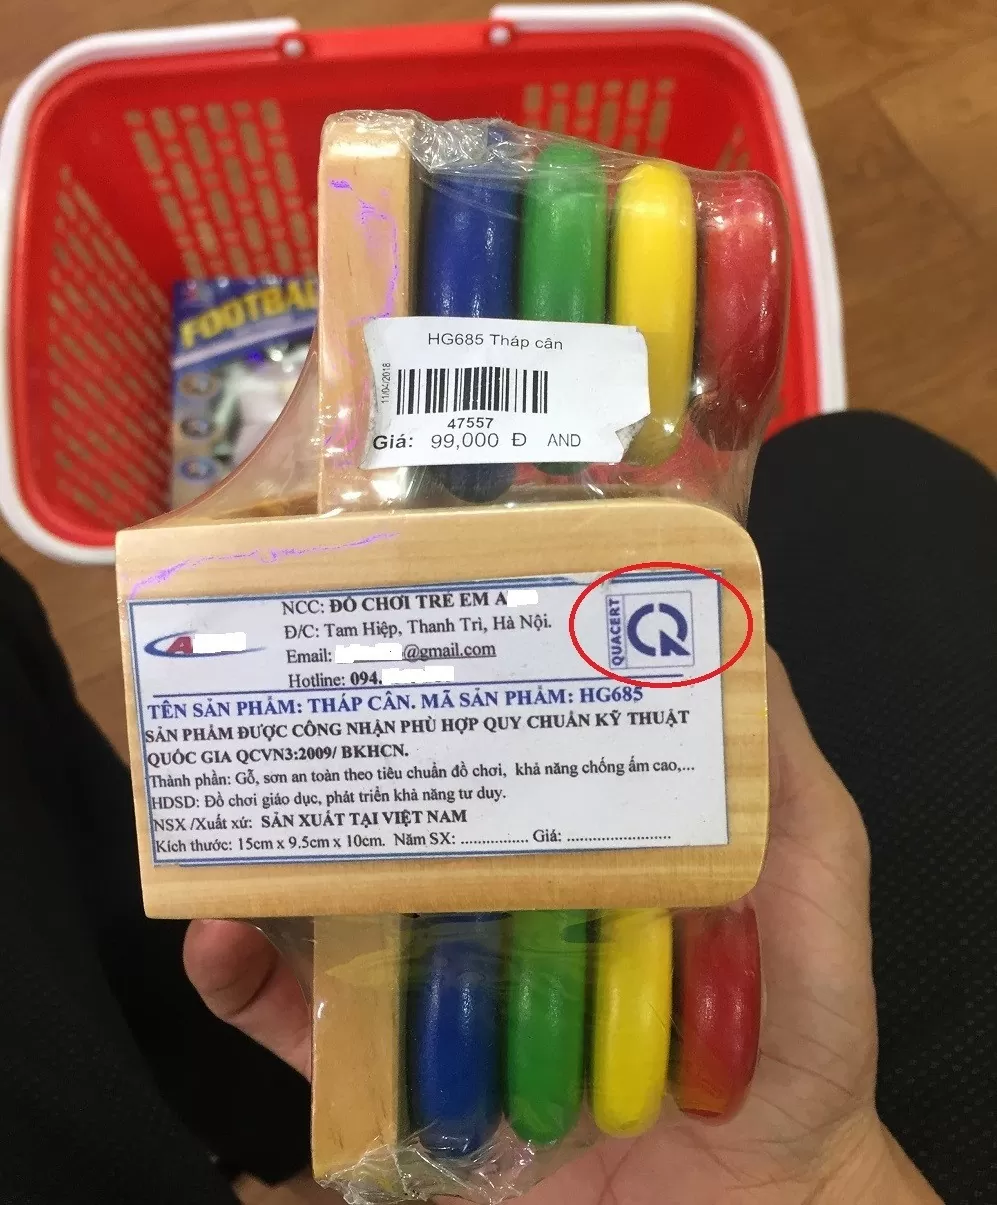 FOOTBA
HG685 Tháp cân
11/04/2018
47557
Giá: 99,000 Đ AND
NCC: ĐỒ CHƠI TRẺ EM A
Đ/C: Tam Hiệp, Thanh Trì, Hà Nội.
Email: @gmail.com
Hotline: 094.
A
QUACERT
TÊN SẢN PHẨM: THÁP CÂN. MÃ SẢN PHẨM: HG685
SẢN PHẨM ĐƯỢC CÔNG NHẬN PHÙ HỢP QUY CHUẨN KỸ THUẬT
QUỐC GIA QCVN3:2009/ BKHCN.
Thành phần: Gỗ, sơn an toàn theo tiêu chuẩn đồ chơi, khả năng chống ẩm cao,...
HDSD: Đồ chơi giáo dục, phát triển khả năng tư duy.
NSX /Xuất xứ: SẢN XUẤT TẠI VIỆT NAM
Kích thước: 15cm x 9.5cm x 10cm. Năm SX: ................ Giá: ........................